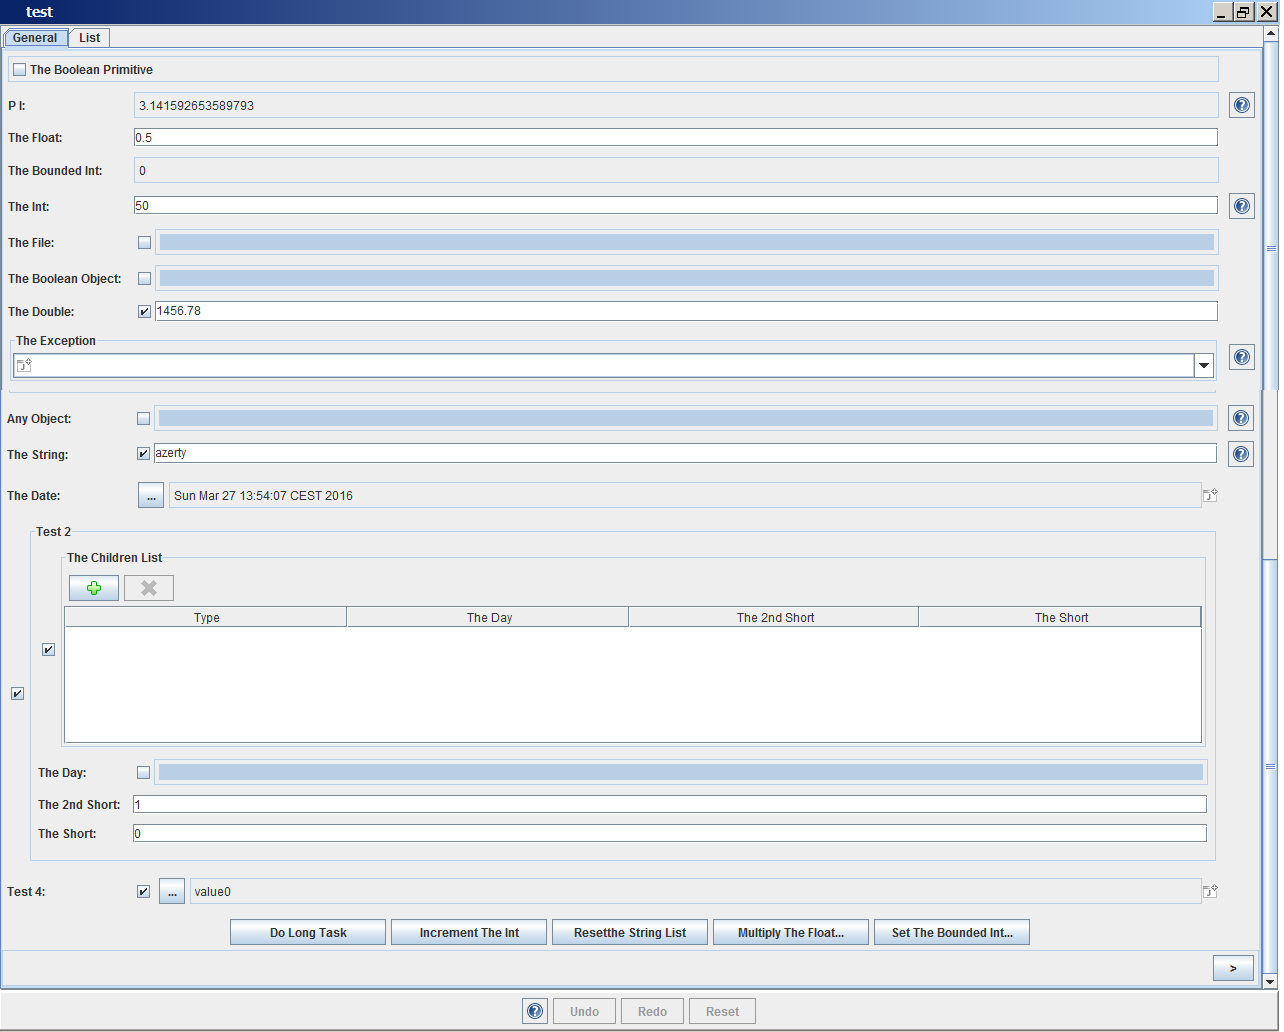 test
General List
The Boolean Primitive
P I: 3.141592653589793
The Float: 0.5
The Bounded Int: 0
The Int: 50
The File:
The Boolean Object:
The Double: 1456.78
The Exception
Any Object:
The String: azerty
The Date: ... Sun Mar 27 13:54:07 CEST 2016
Test 2
The Children List
Type The Day The 2nd Short The Short
The Day:
The 2nd Short: 1
The Short: 0
Test 4: ... value0
Do Long Task Increment The Int Resetthe String List Multiply The Float... Set The Bounded Int...
>
Undo Redo Reset